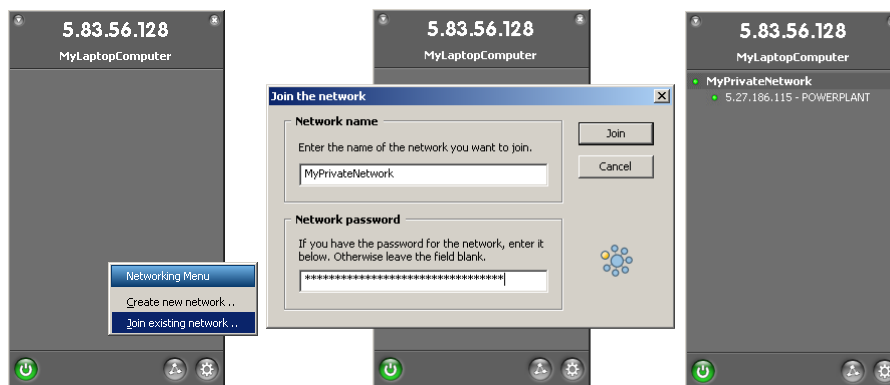 5.83.56.128
MyLaptopComputer
Networking Menu
Create new network ..
Join existing network ..
5.83.56.128
MyLaptopComputer
Join the network
Network name
Enter the name of the network you want to join.
MyPrivateNetwork
Network password
If you have the password for the network, enter it
below. Otherwise leave the field blank.
*********************************
Join
Cancel
5.83.56.128
MyLaptopComputer
MyPrivateNetwork
5.27.186.115 - POWERPLANT